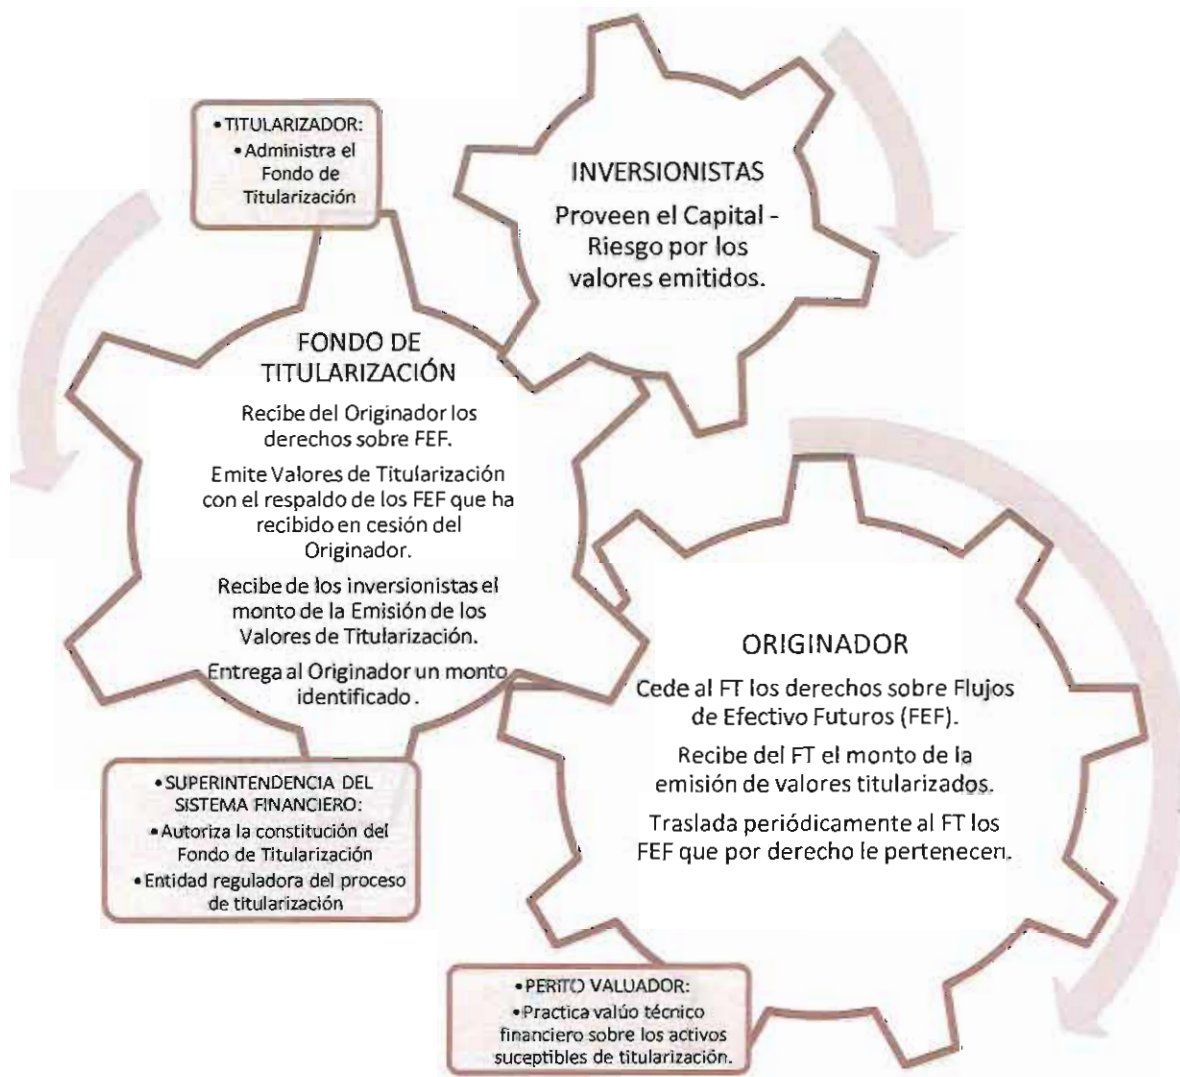 • TITULARIZADOR:
• Administra el
Fondo de
Titularización
INVERSIONISTAS
Proveen el Capital -
Riesgo por los
valores emitidos.
FONDO DE
TITULARIZACIÓN
Recibe del Originador los
derechos sobre FEF.
Emite Valores de Titularización
con el respaldo de los FEF que ha
recibido en cesión del
Originador.
Recibe de los inversionistas el
monto de la Emisión de los
Valores de Titularización.
Entrega al Originador un monto
identificado.
• SUPERINTENDENCIA DEL
SISTEMA FINANCIERO:
• Autoriza la constitución del
Fondo de Titularización
• Entidad reguladora del proceso
de titularización
ORIGINADOR
Cede al FT los derechos sobre Flujos
de Efectivo Futuros (FEF).
Recibe del FT el monto de la
emisión de valores titularizados.
Traslada periódicamente al FT los
FEF que por derecho le pertenecen.
• PERITO VALUADOR:
• Practica valúo técnico
financiero sobre los activos
suceptibles de titularización.